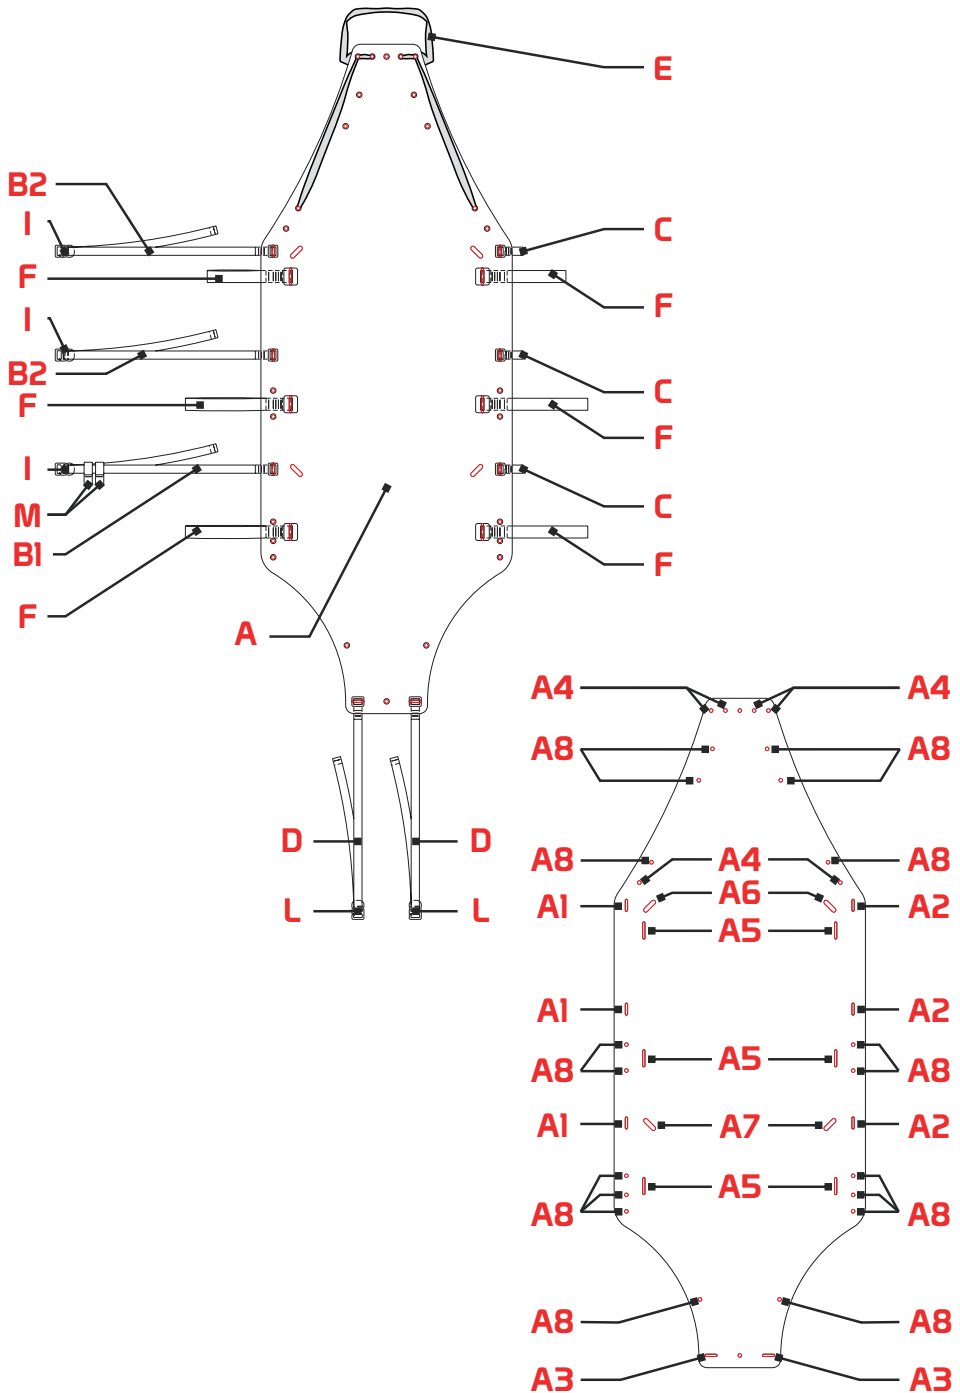 E
B2
I
C
F
F
I
B2
C
F
F
I
C
M
B1
F
F
A
A4 A4
A8 A8
D D
A8 A4 A8
A6
L L
A1 A2
A5
A1 A2
A5
A8 A8
A1 A7 A2
A5
A8 A8
A8 A8
A3 A3